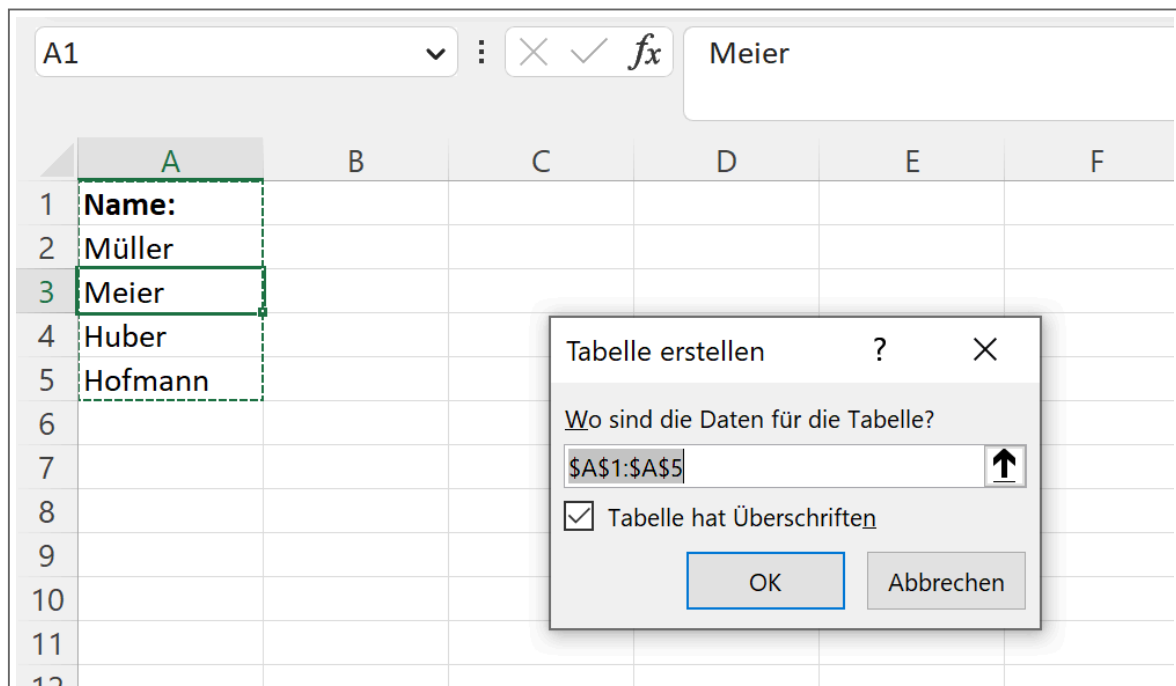 A1 fx Meier
A B C D E F
1 Name:
2 Müller
3 Meier
4 Huber
5 Hofmann
6
7
8
9
10
11
12
Tabelle erstellen ?
Wo sind die Daten für die Tabelle?
$A$1:$A$5
Tabelle hat Überschriften
OK Abbrechen